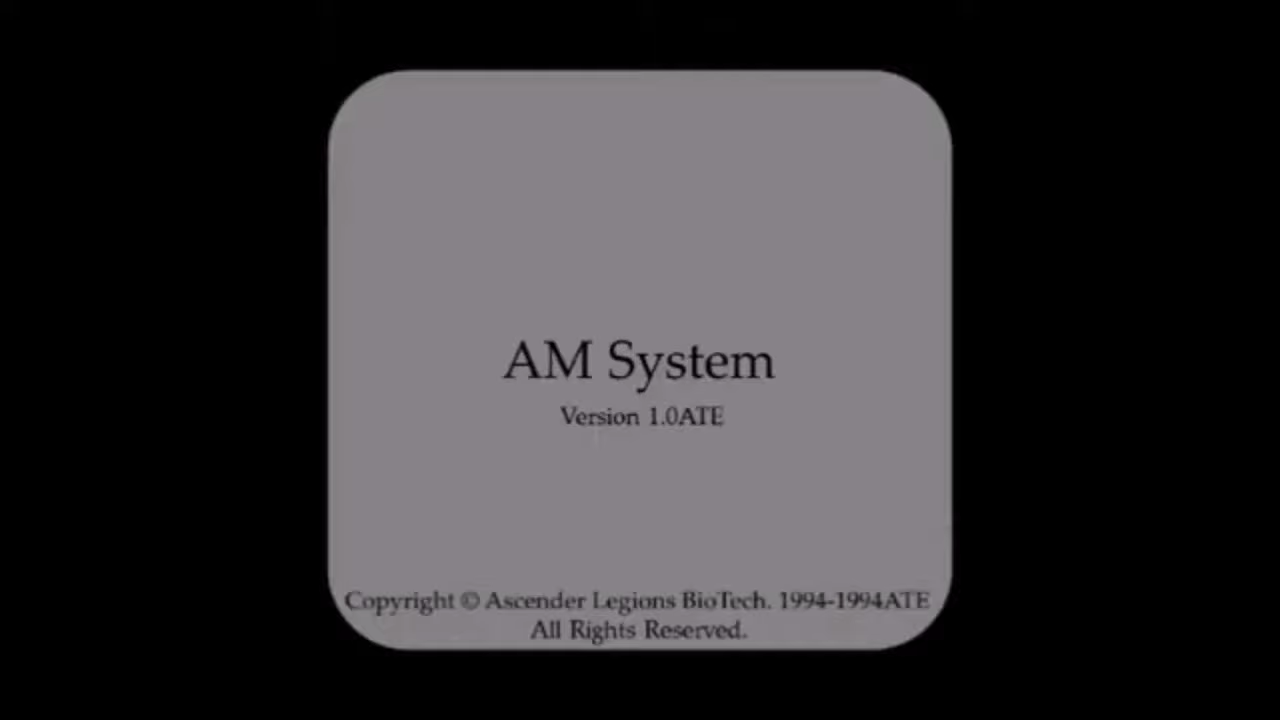 AM System
Version 1.0ATE
Copyright © Ascender Legions BioTech. 1994-1994ATE
All Rights Reserved.